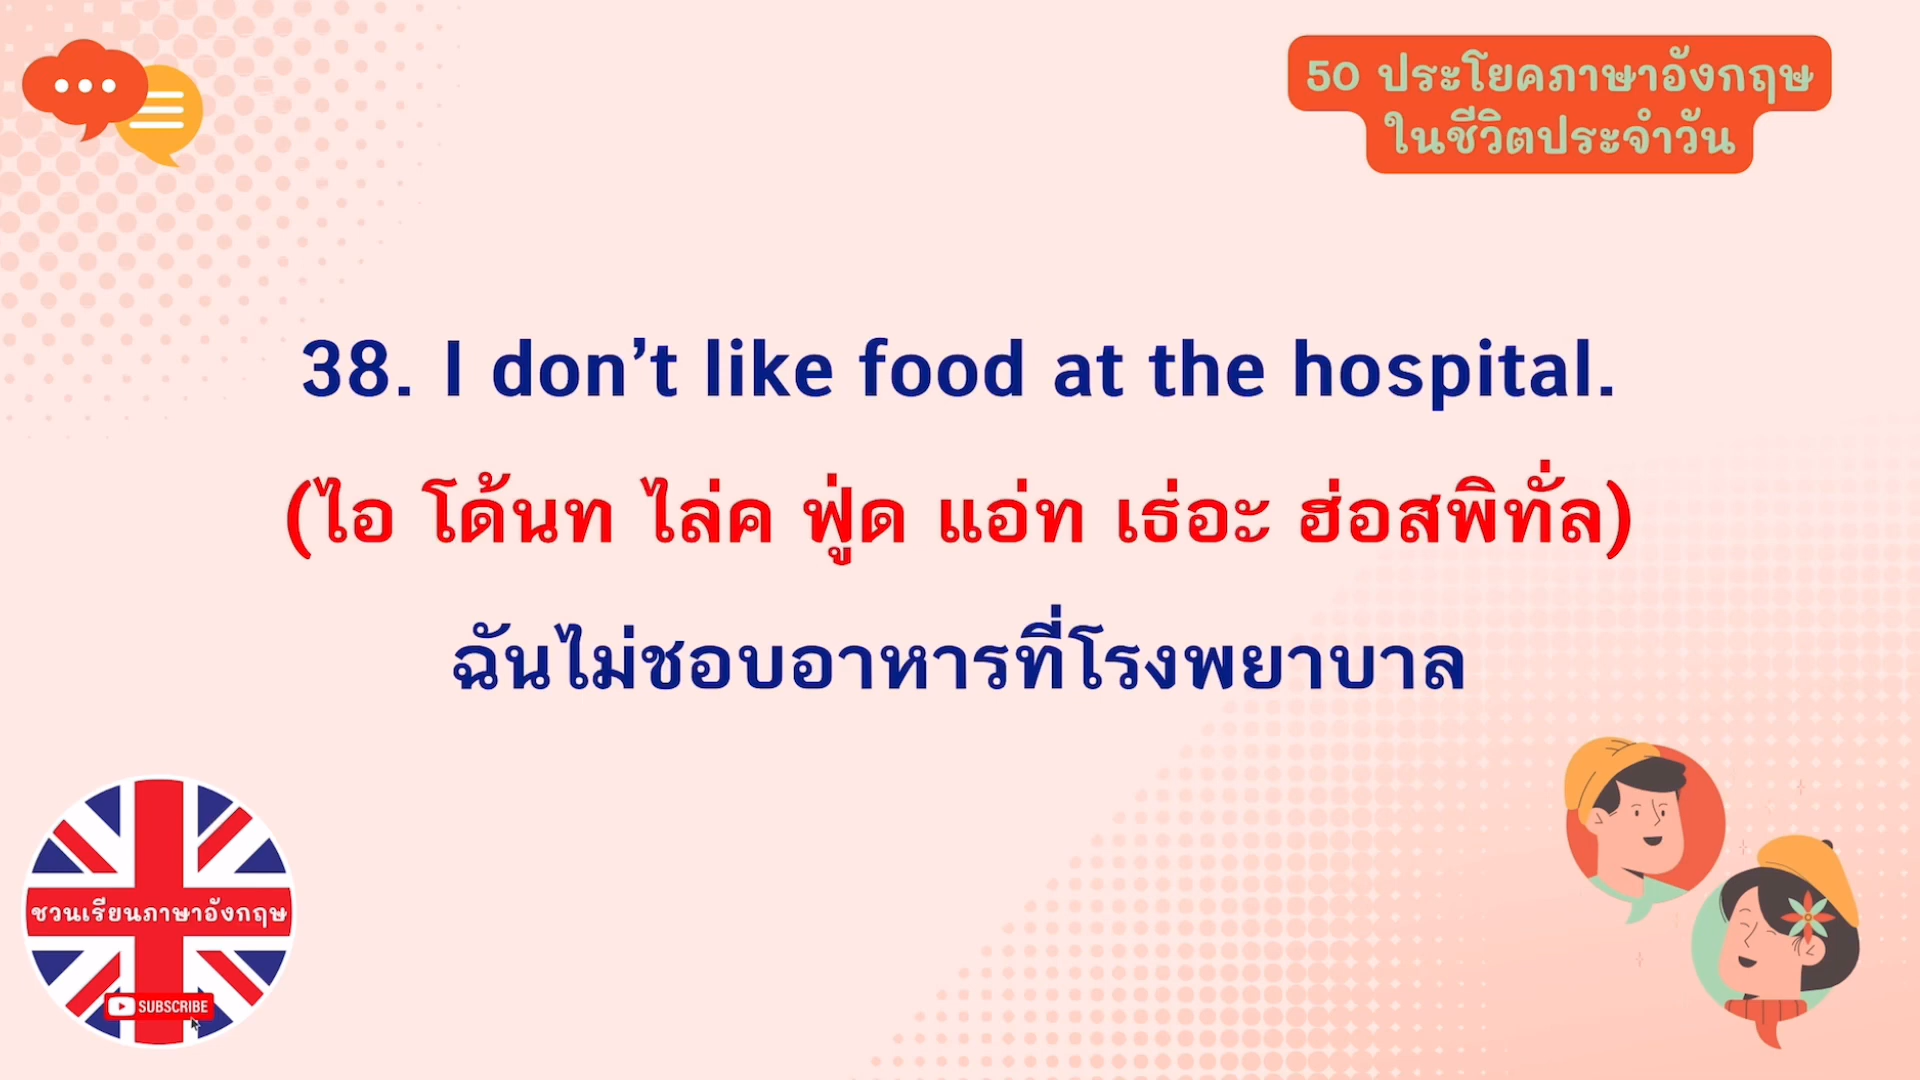 50 ประโยคภาษาอังกฤษ
ในชีวิตประจำวัน
38. I don’t like food at the hospital.
(ไอ โด้นท ไล่ค ฟู่ด แอ่ท เธ่อะ ฮ่อสพิทั่ล)
ฉันไม่ชอบอาหารที่โรงพยาบาล
ชวนเรียนภาษาอังกฤษ
SUBSCRIBE